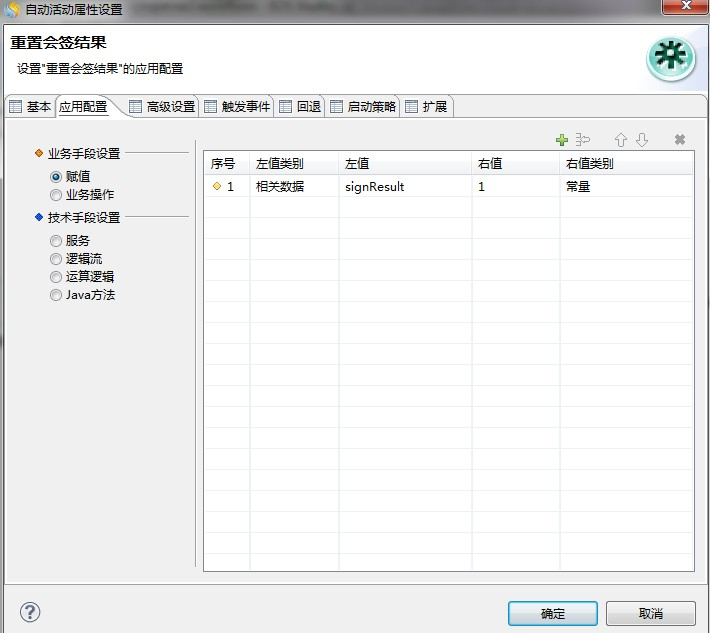 自动活动属性设置
重置会签结果
设置"重置会签结果"的应用配置
基本 应用配置 高级设置 触发事件 回退 启动策略 扩展
业务手段设置
赋值
业务操作
技术手段设置
服务
逻辑流
运算逻辑
Java方法
序号 左值类别 左值 右值 右值类别
1 相关数据 signResult 1 常量
确定 取消